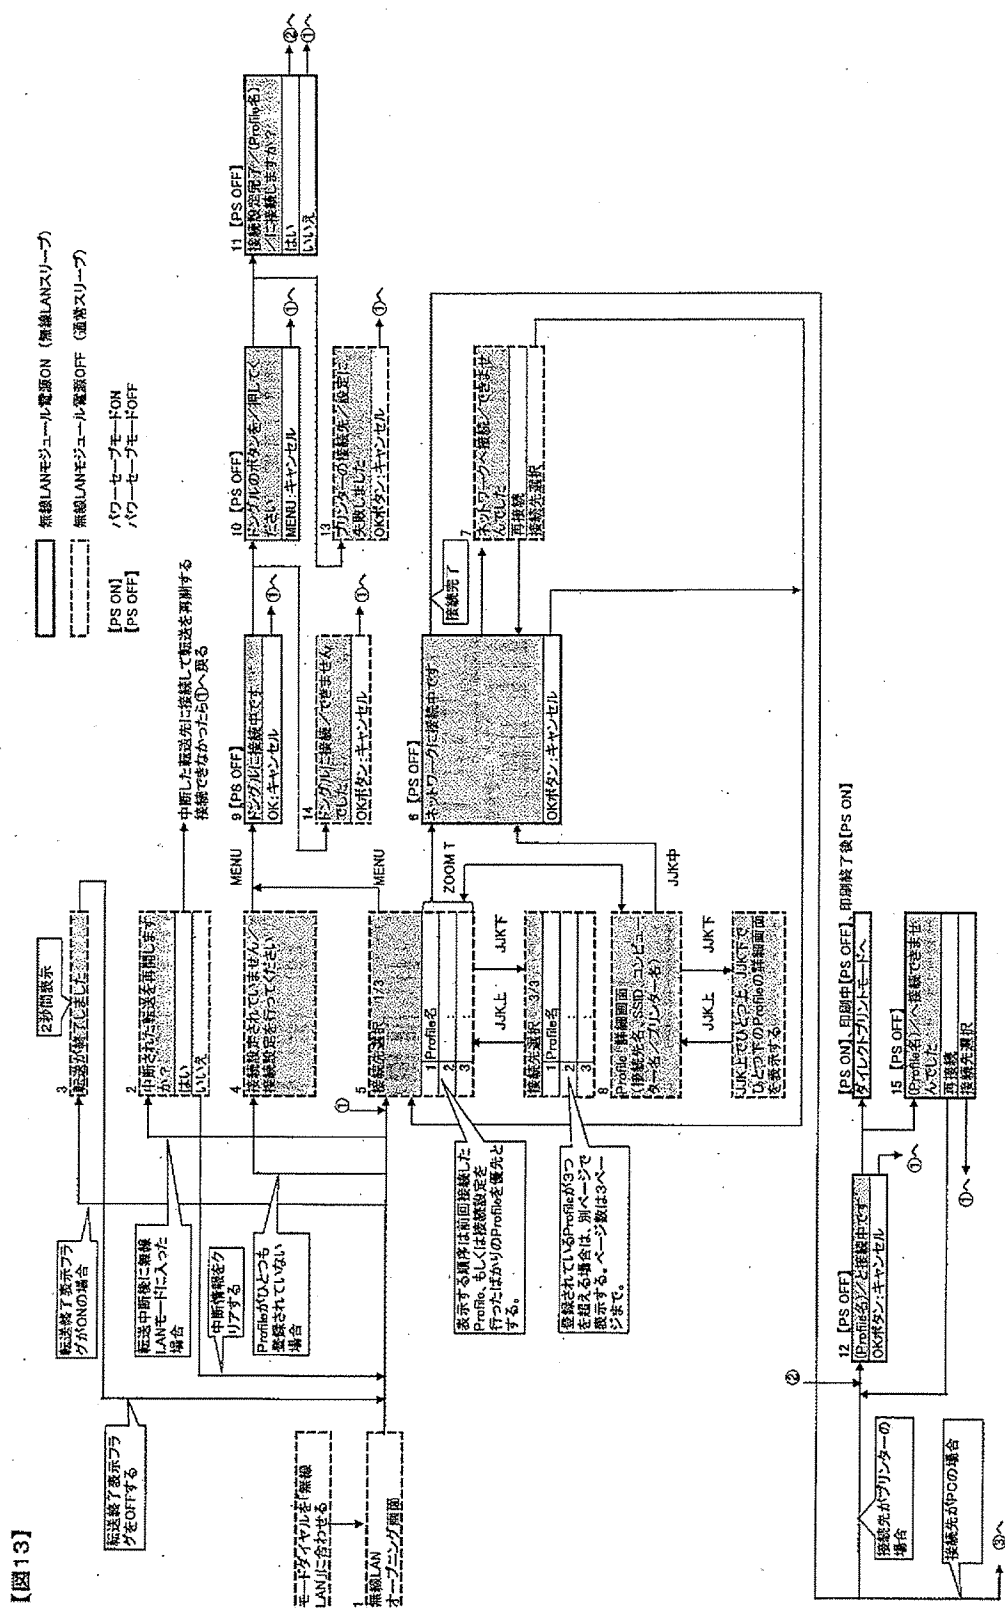 【図13】
無線LANモジュール電源ON（無線LANスリープ）
無線LANモジュール電源OFF（通常スリープ）
【PS ON】 パワーセーブモードON
【PS OFF】 パワーセーブモードOFF
モードダイヤルを「無線
LAN」に合わせる
1
無線LAN
オープニング画面
転送終了表示フラ
グをOFFする
転送終了表示フラ
グがONの場合
転送中断後に無線
LANモードに入った
場合
中断情報をク
リアする
Profileがひとつも
登録されていない
場合
2秒間表示
3
転送が終了しました
2
中断された転送を再開します
か？
はい
いいえ
中断した転送先に接続して転送を再開する
接続できなかったら①へ戻る
4
接続設定されていません／
接続設定を行ってください
MENU
①
5
接続先選択 1/3
1 Profile名
2
3
MENU
ZOOM T
JJK上
JJK下
接続先選択 3/3
1
2
3
表示する順序は前回接続した
Profile、もしくは接続設定を
行ったばかりのProfileを優先と
する。
登録されているProfileが3つ
を超える場合は、別ページで
表示する。ページ数は3ペー
ジまで。
8
Profile 詳細画面
（接続先名、SSID、コンピュー
ター名／プリンター名）
JJK中
JJK上
JJK下
JJK上でひとつ上、JJK下で
ひとつ下のProfileの詳細画面
を表示する
9【PS OFF】
ドングルに接続中です
OK:キャンセル
①へ
14
ドングルに接続／できません
でした
OKボタン:キャンセル
①へ
10【PS OFF】
ドングルのボタンを／押してく
ださい
MENU:キャンセル
①へ
13
プリンターの接続先／設定に
失敗しました
OKボタン:キャンセル
①へ
11【PS OFF】
接続設定完了／(Profile名)
／に接続しますか？
はい
いいえ
②へ
①へ
6【PS OFF】
ネットワークに接続中です
OKボタン:キャンセル
接続完了
7
ネットワークへ接続／できませ
んでした
再接続
接続先選択
②
接続先がプリンターの
場合
接続先がPCの場合
③へ
12【PS OFF】
(Profile名)／と接続中です
OKボタン:キャンセル
①へ
【PS ON】、印刷中【PS OFF】、印刷終了後【PS ON】
ダイレクトプリントモードへ
15【PS OFF】
(Profile名)／へ接続できませ
んでした
再接続
接続先選択
①へ